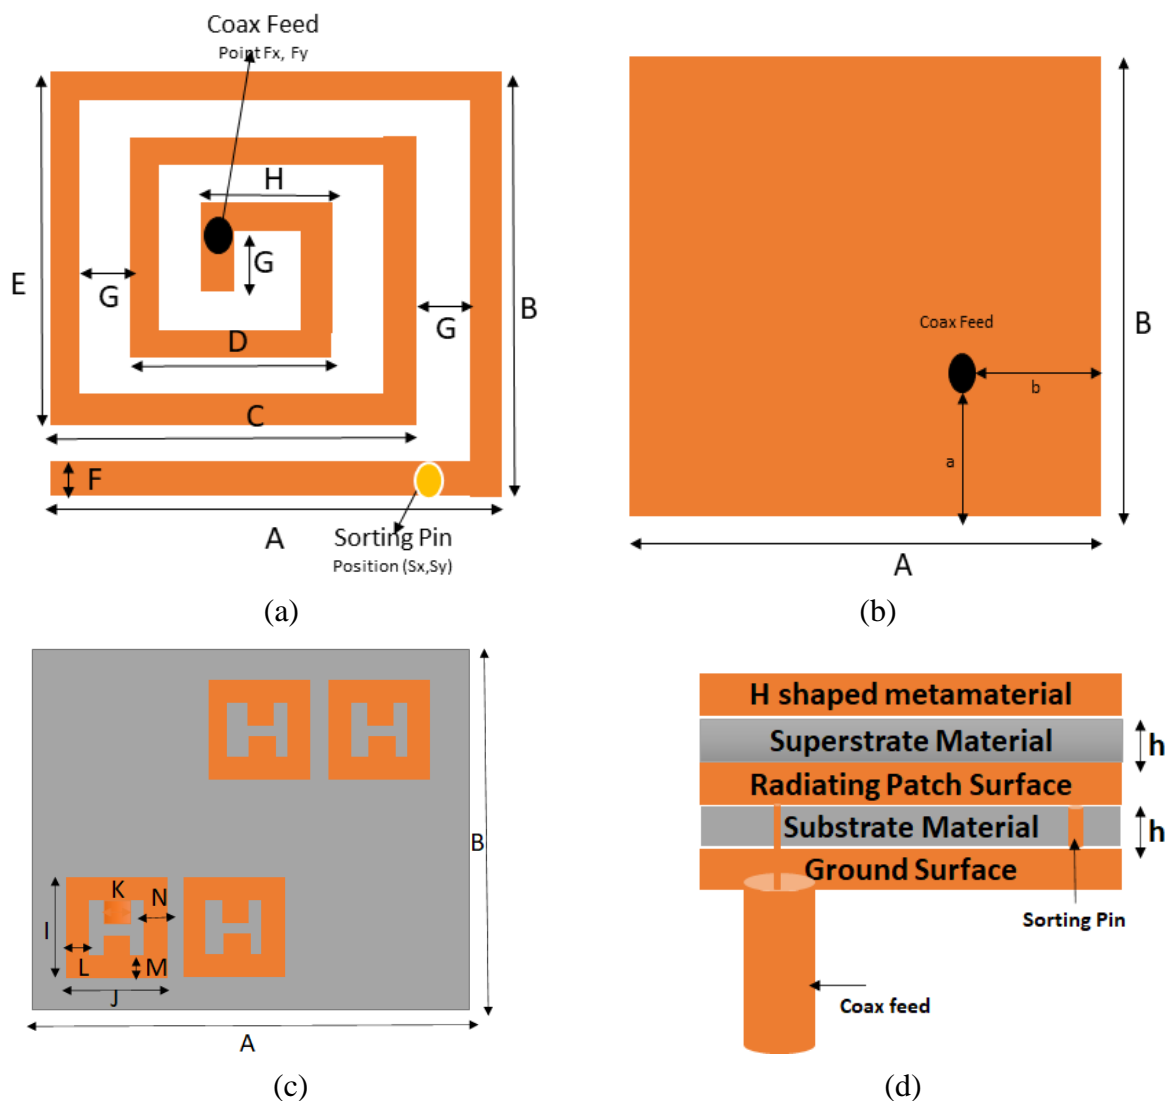 Coax Feed
Point Fx, Fy
H
G
E
G
G
B
D
C
F
A
Sorting Pin
Position (Sx,Sy)
(a)
Coax Feed
b
B
a
A
(b)
B
K
N
I
L
M
J
A
(c)
H shaped metamaterial
Superstrate Material
h
Radiating Patch Surface
Substrate Material
h
Ground Surface
Sorting Pin
Coax feed
(d)